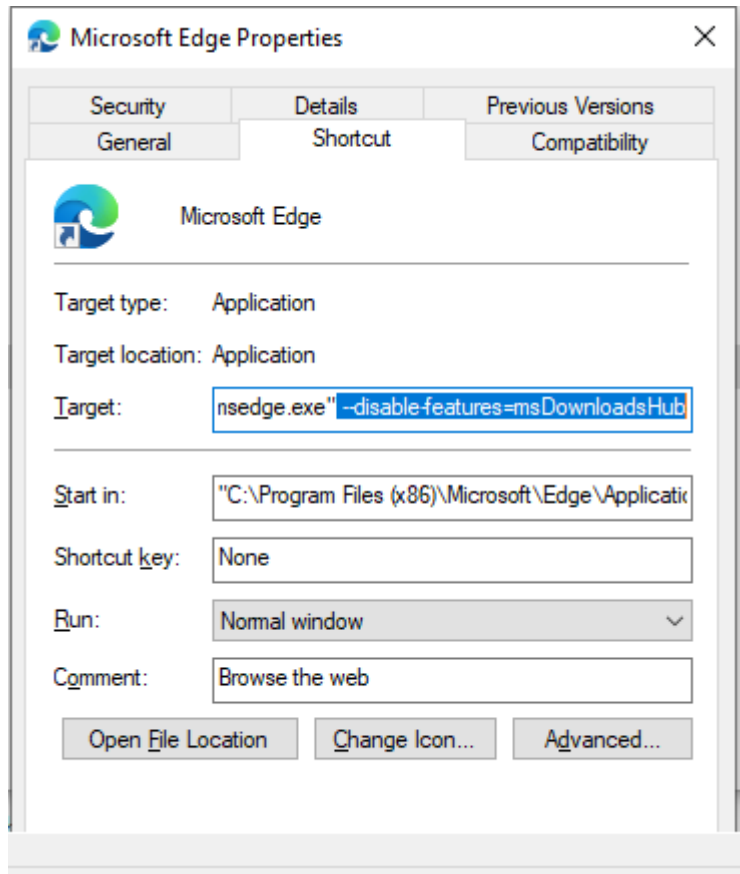 Microsoft Edge Properties
Security Details Previous Versions
General Shortcut Compatibility
Microsoft Edge
Target type: Application
Target location: Application
Target: nsedge.exe" --disable-features=msDownloadsHub
Start in: "C:\Program Files (x86)\Microsoft\Edge\Applicatic
Shortcut key: None
Run: Normal window
Comment: Browse the web
Open File Location Change Icon... Advanced...